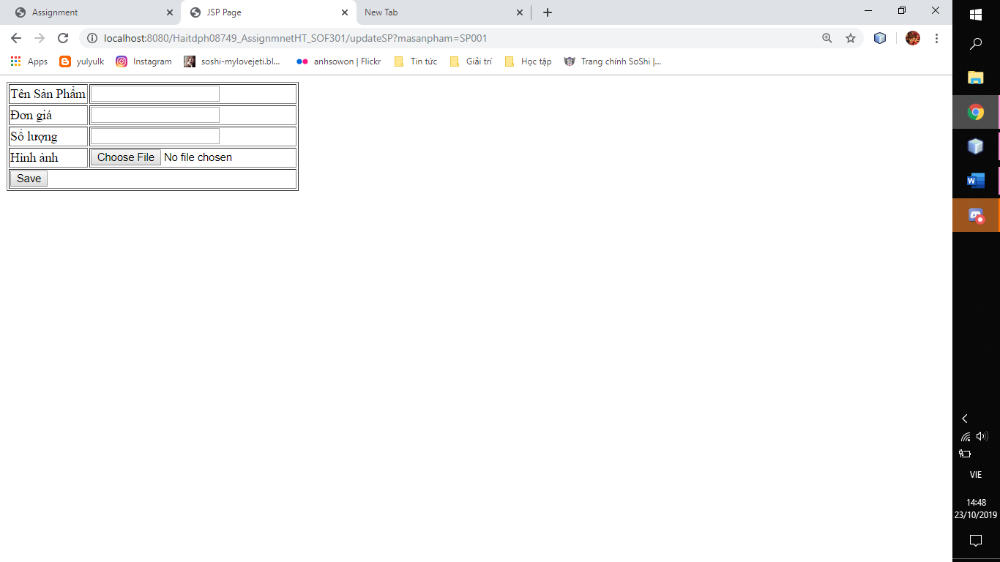 Assignment
JSP Page
New Tab
localhost:8080/Haitdph08749_AssignmnetHT_SOF301/updateSP?masanpham=SP001
Apps yulyulk Instagram soshi-mylovejeti.bl... anhsowon | Flickr Tin tức Giải trí Học tập Trang chính SoShi |...
Tên Sản Phẩm
Đơn giá
Số lượng
Hình ảnh Choose File No file chosen
Save
W
VIE
14:48
23/10/2019